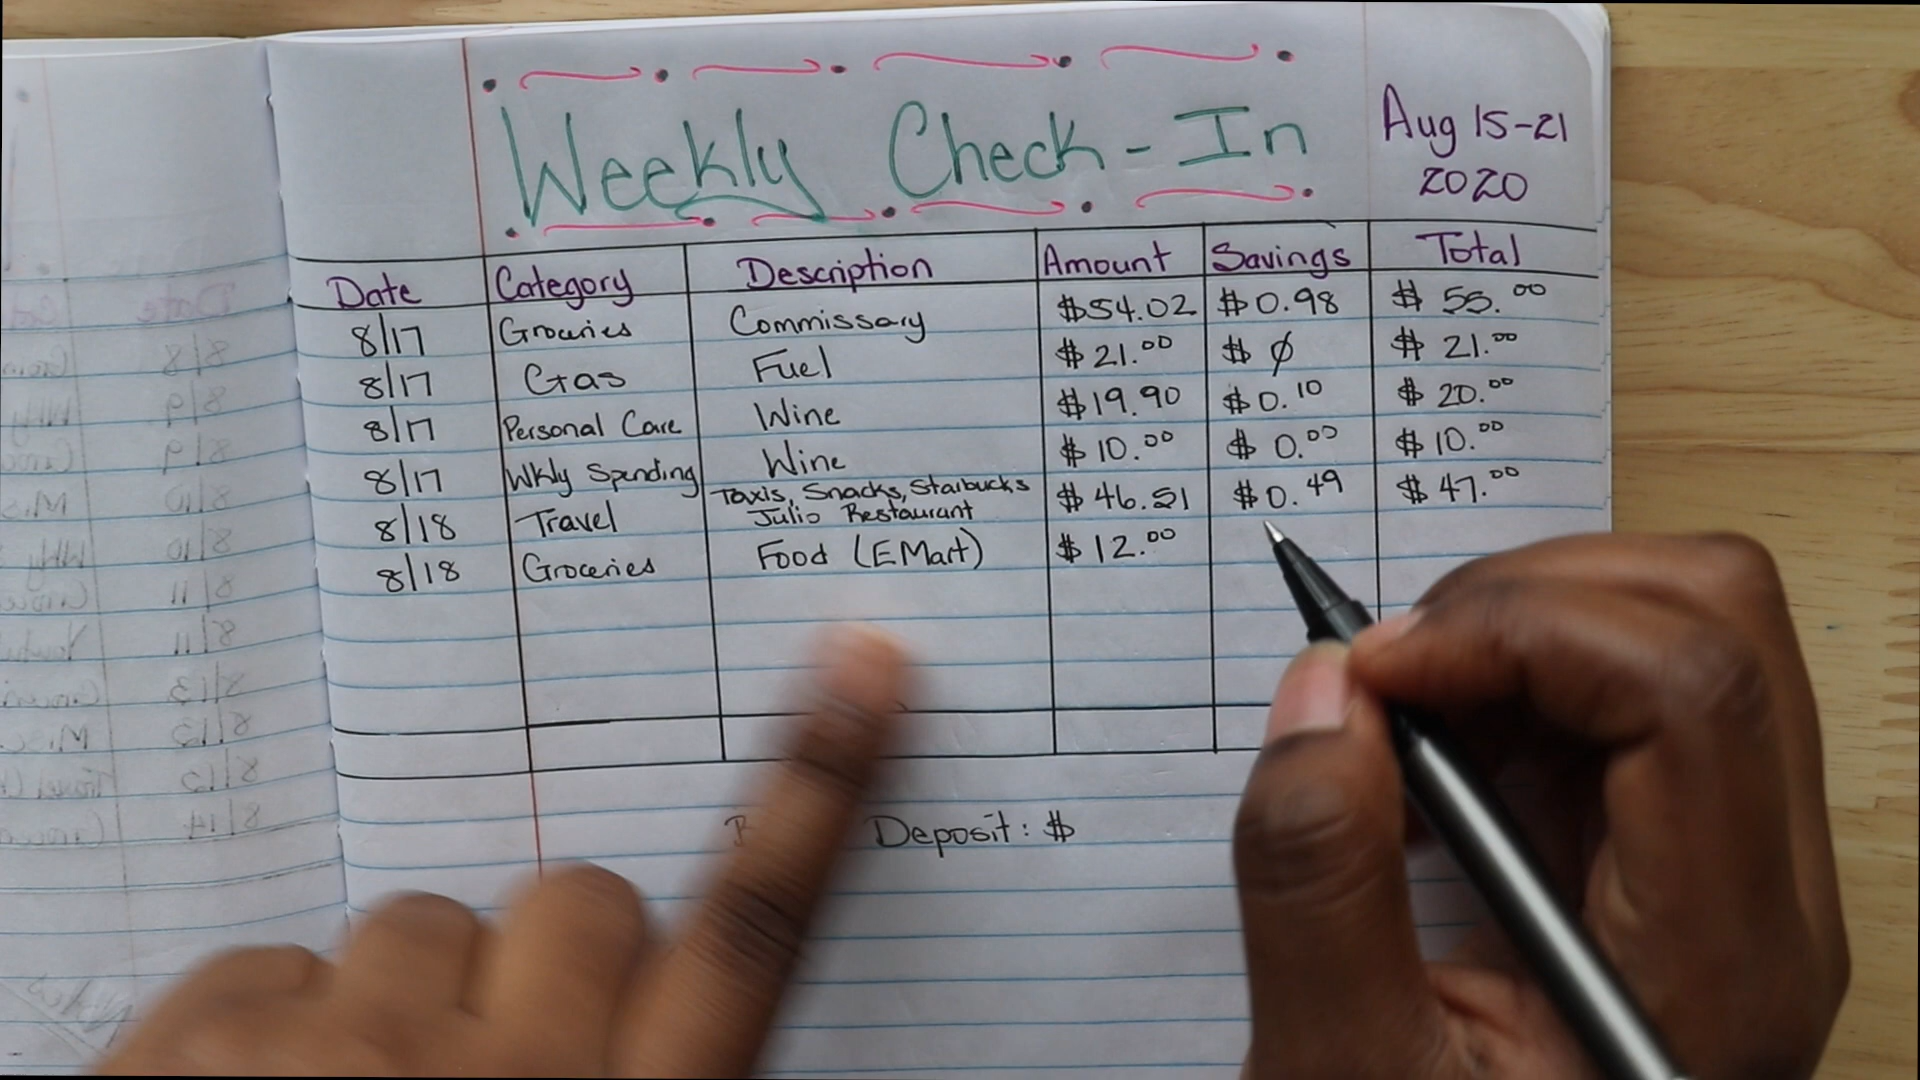 Weekly Check-In
Aug 15-21
2020
Date Category Description Amount Savings Total
8/17 Groceries Commissary $54.02 $0.98 $55.00
8/17 Gas Fuel $21.00 $ Ø $21.00
8/17 Personal Care Wine $19.90 $0.10 $20.00
8/17 Wkly Spending Wine $10.00 $0.00 $10.00
8/18 Travel Taxis, Snacks, Starbucks $46.51 $0.49 $47.00
Julio Restaurant
8/18 Groceries Food (EMart) $12.00
Deposit: $